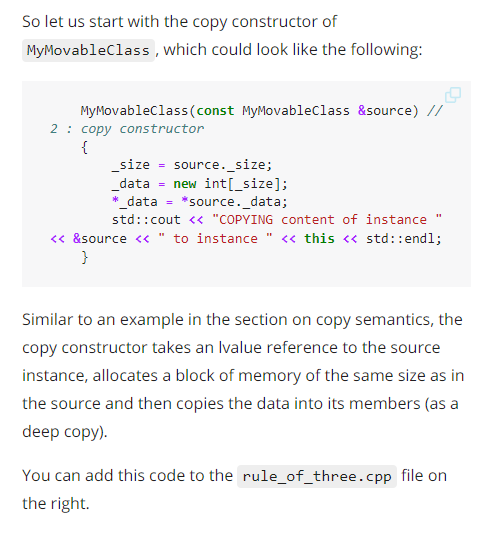 So let us start with the copy constructor of
MyMovableClass , which could look like the following:
MyMovableClass(const MyMovableClass &source) //
2 : copy constructor
{
_size = source._size;
_data = new int[_size];
*_data = *source._data;
std::cout << "COPYING content of instance "
<< &source << " to instance " << this << std::endl;
}
Similar to an example in the section on copy semantics, the
copy constructor takes an lvalue reference to the source
instance, allocates a block of memory of the same size as in
the source and then copies the data into its members (as a
deep copy).
You can add this code to the rule_of_three.cpp file on
the right.